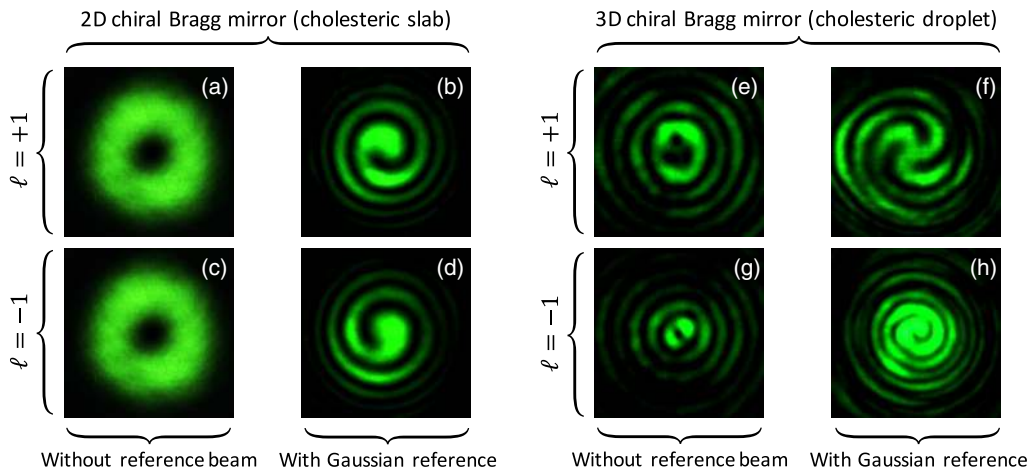 2D chiral Bragg mirror (cholesteric slab)
3D chiral Bragg mirror (cholesteric droplet)
ℓ = +1
(a)
(b)
ℓ = +1
(e)
(f)
ℓ = −1
(c)
(d)
ℓ = −1
(g)
(h)
Without reference beam
With Gaussian reference
Without reference beam
With Gaussian reference